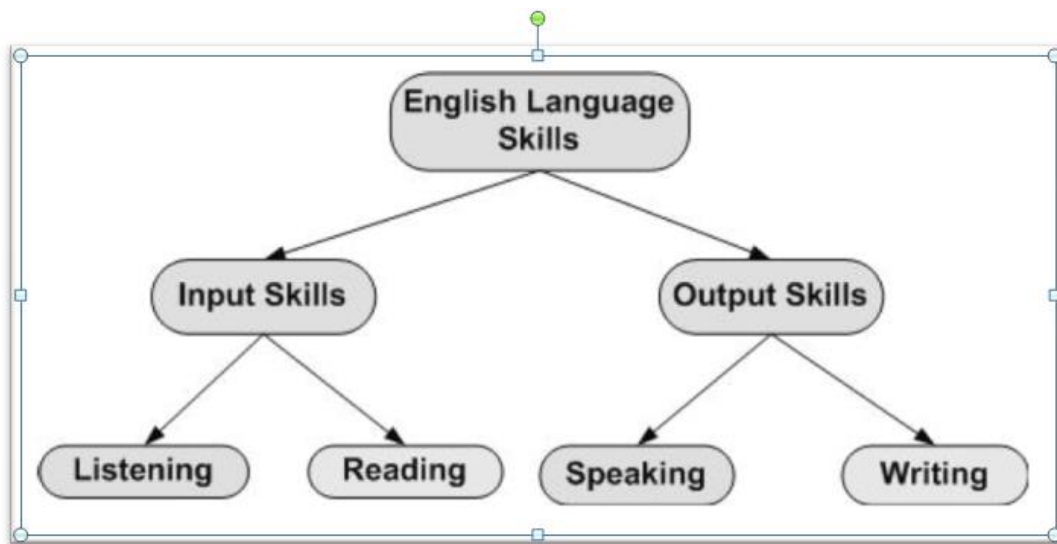 English Language
Skills
Input Skills
Output Skills
Listening
Reading
Speaking
Writing